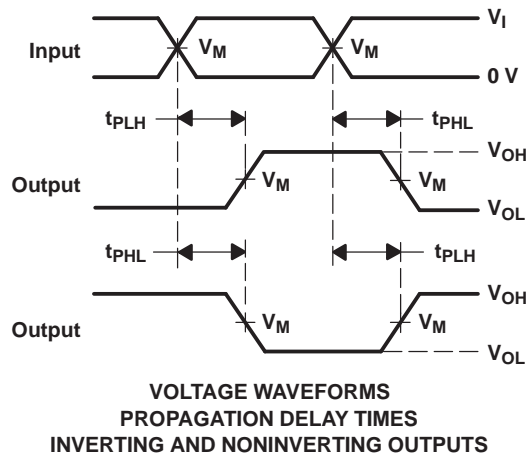 VI
Input VM VM
0 V
tPLH tPHL
VOH
Output VM VM
VOL
tPHL tPLH
VOH
Output VM VM
VOL
VOLTAGE WAVEFORMS
PROPAGATION DELAY TIMES
INVERTING AND NONINVERTING OUTPUTS